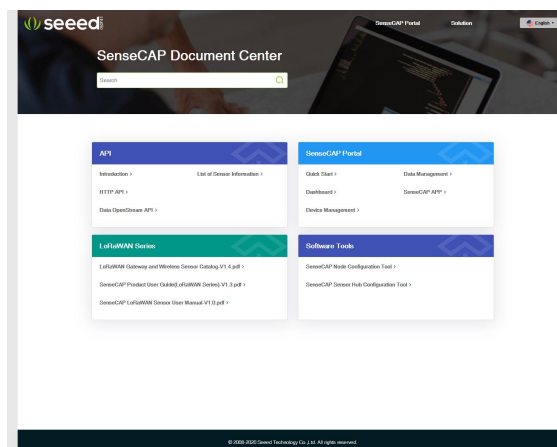 seeed
SenseCAP Portal
Solution
English
SenseCAP Document Center
Search
API
Introduction >
List of Sensor Information >
HTTP API >
Data OpenStream API >
SenseCAP Portal
Quick Start >
Data Management >
Dashboard >
SenseCAP APP >
Device Management >
LoRaWAN Series
LoRaWAN Gateway and Wireless Sensor Catalog-V1.4.pdf >
SenseCAP Product User Guide(LoRaWAN Series)-V1.3.pdf >
SenseCAP LoRaWAN Sensor User Manual-V1.0.pdf >
Software Tools
SenseCAP Node Configuration Tool >
SenseCAP Sensor Hub Configuration Tool >
© 2008-2020 Seeed Technology Co.,Ltd. All rights reserved.